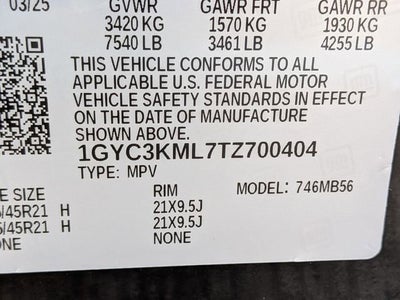 03/25 GVWR GAWR FRT GAWR RR
3420 KG 1570 KG 1930 KG
7540 LB 3461 LB 4255 LB
THIS VEHICLE CONFORMS TO ALL
APPLICABLE U.S. FEDERAL MOTOR
VEHICLE SAFETY STANDARDS IN EFFECT
ON THE DATE OF MANUFACTURE
SHOWN ABOVE.
1GYC3KML7TZ700404
TYPE: MPV MODEL: 746MB56
E SIZE RIM
/45R21 H 21X9.5J
/45R21 H 21X9.5J
ONE NONE